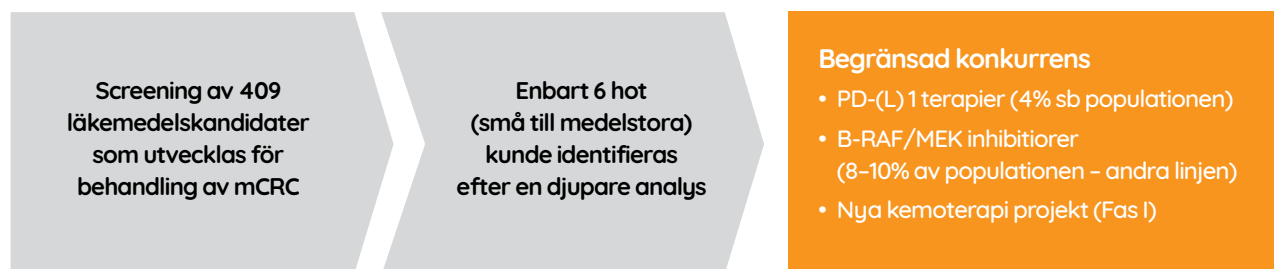 Screening av 409
läkemedelskandidater
som utvecklas för
behandling av mCRC
Enbart 6 hot
(små till medelstora)
kunde identifieras
efter en djupare analys
Begränsad konkurrens
• PD-(L) 1 terapier (4% sb populationen)
• B-RAF/MEK inhibitiorer
(8–10% av populationen – andra linjen)
• Nya kemoterapi projekt (Fas I)